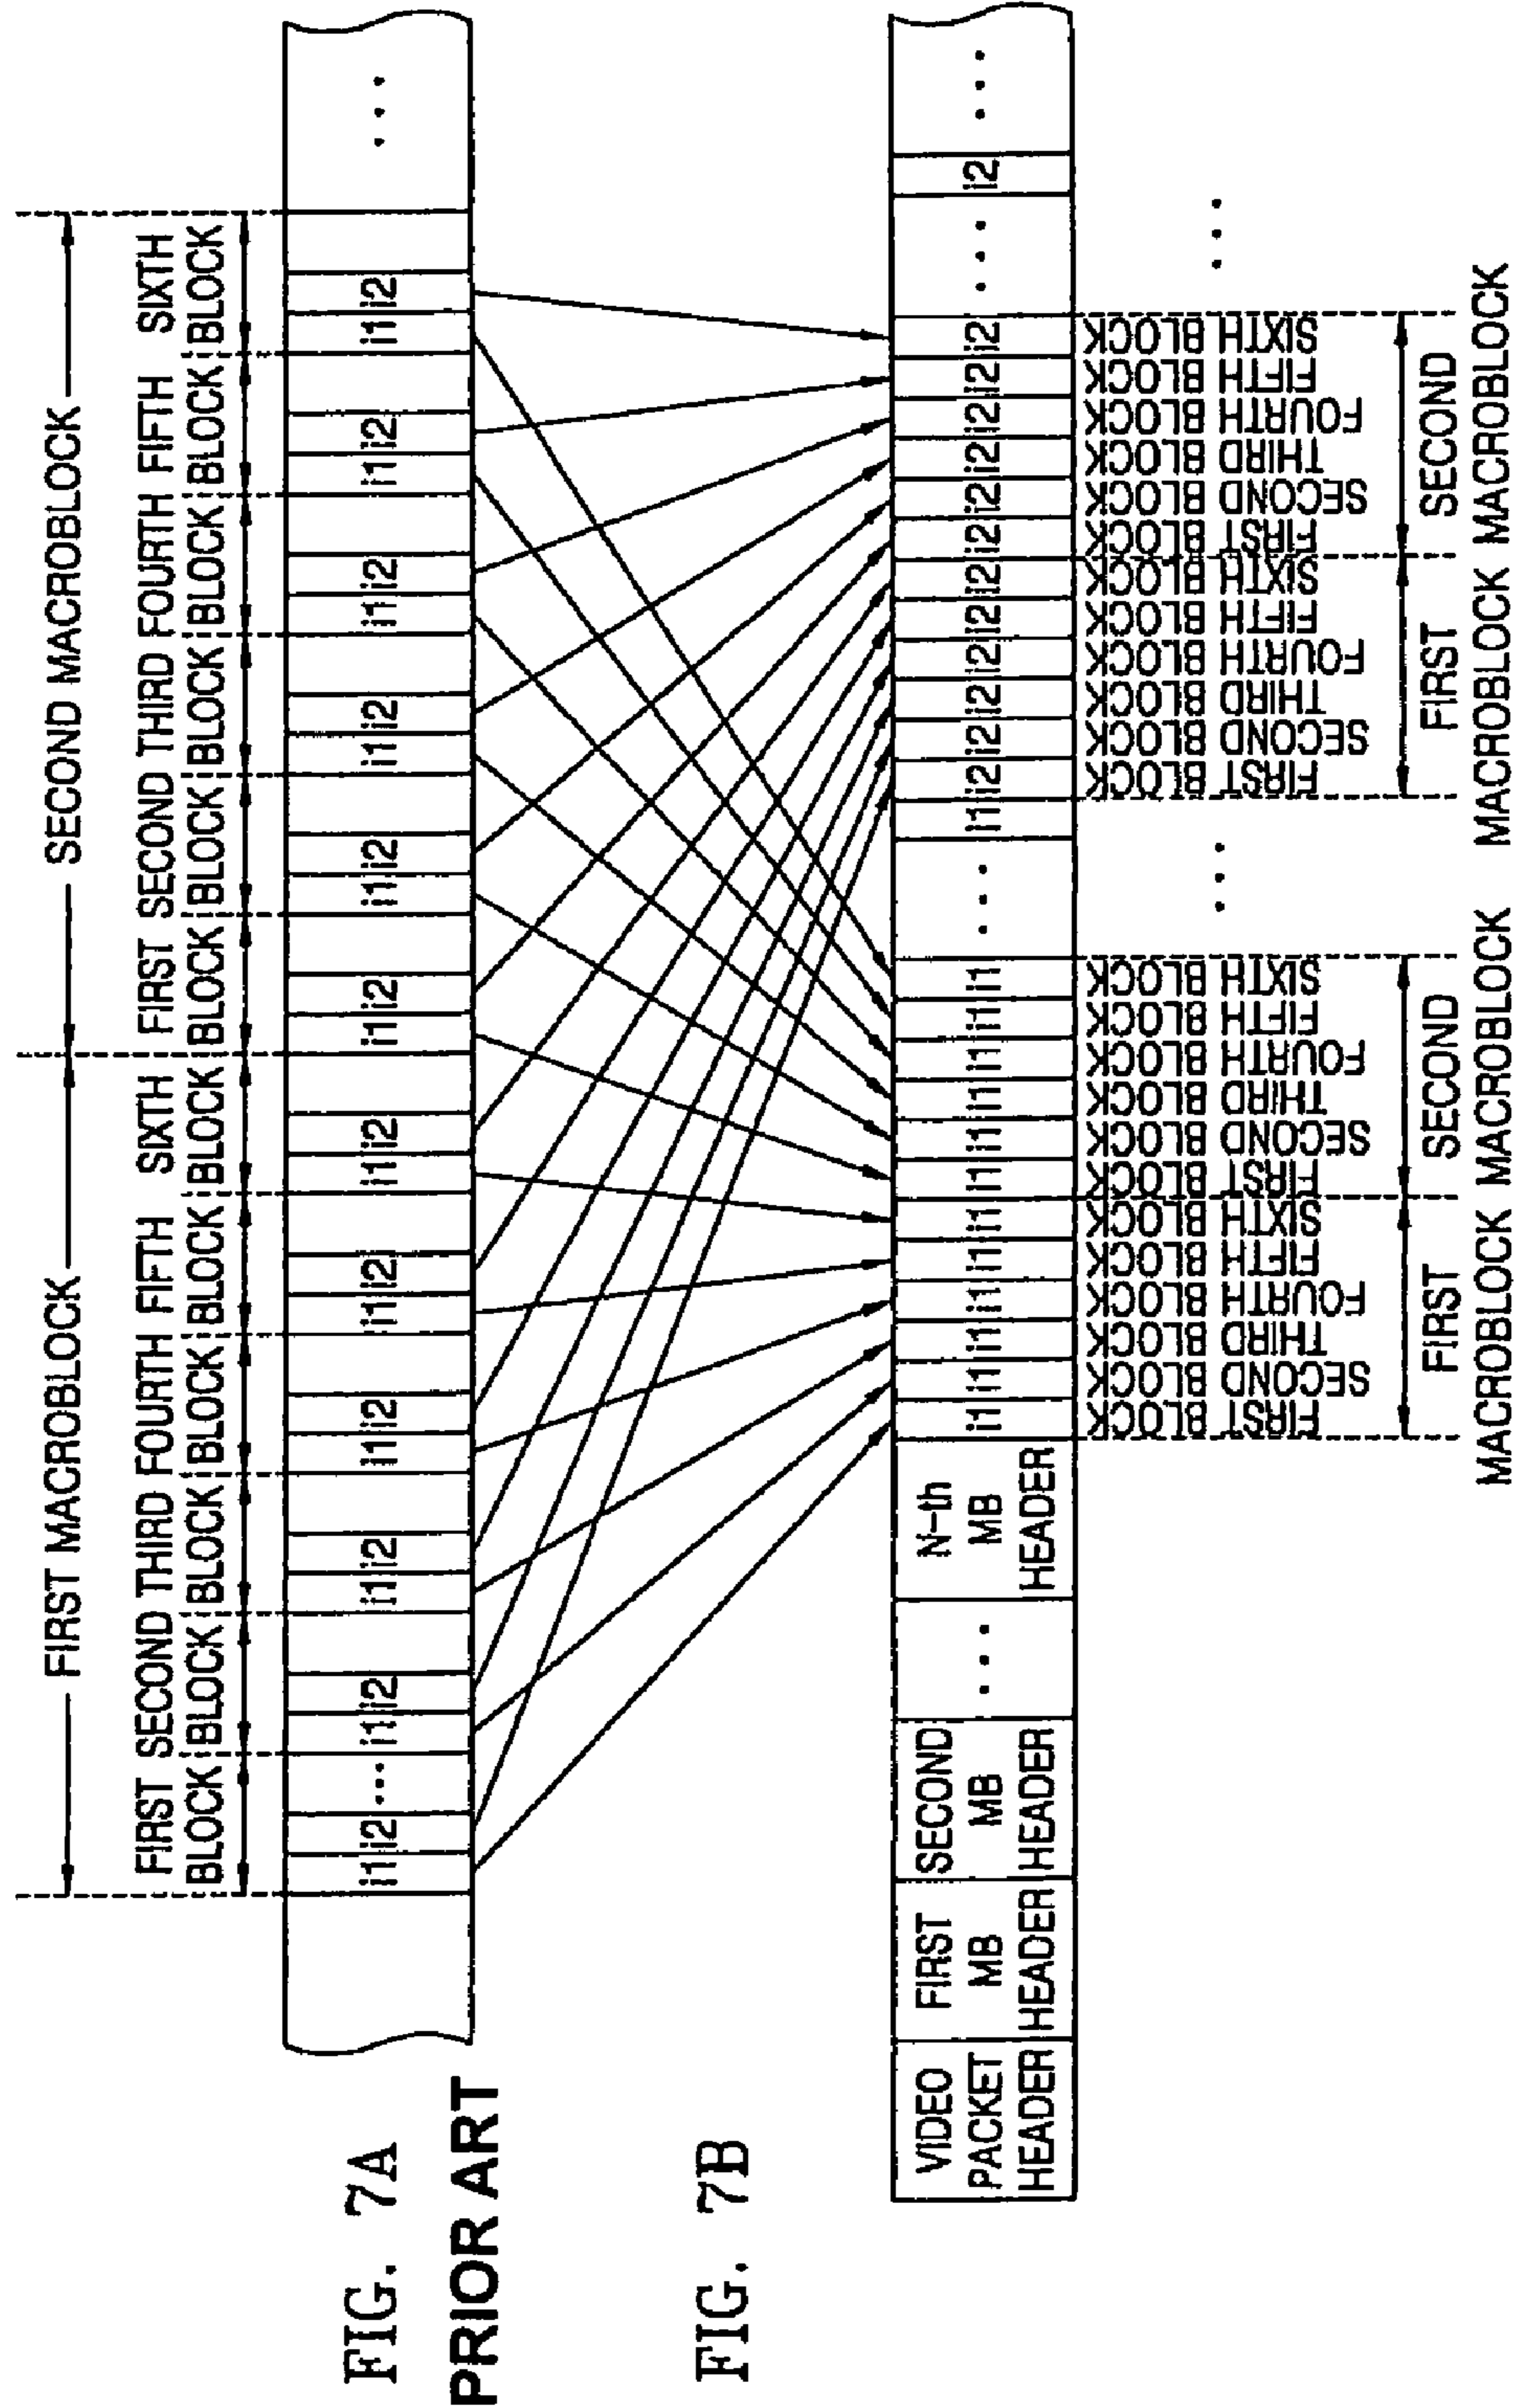 FIRST MACROBLOCK SECOND MACROBLOCK
FIRST SECOND THIRD FOURTH FIFTH SIXTH FIRST SECOND THIRD FOURTH FIFTH SIXTH
BLOCK BLOCK BLOCK BLOCK BLOCK BLOCK BLOCK BLOCK BLOCK BLOCK BLOCK BLOCK
FIG. 7A
i1 i2 ... i1 i2 i1 i2 i1 i2 i1 i2 i1 i2 i1 i2 i1 i2 i1 i2 i1 i2 i1 i2 i1 i2 ...
PRIOR ART
FIG. 7B
VIDEO
PACKET
HEADER
FIRST
MB
HEADER
SECOND
MB
HEADER
...
N-th
MB
HEADER
i1 i1 i1 i1 i1 i1 i1 i1 i1 i1 i1 i1 ... i1 i2 i2 i2 i2 i2 i2 i2 i2 i2 i2 i2 i2 ... i2 ...
FIRST BLOCK
SECOND BLOCK
THIRD BLOCK
FOURTH BLOCK
FIFTH BLOCK
SIXTH BLOCK
FIRST BLOCK
SECOND BLOCK
THIRD BLOCK
FOURTH BLOCK
FIFTH BLOCK
SIXTH BLOCK
...
FIRST BLOCK
SECOND BLOCK
THIRD BLOCK
FOURTH BLOCK
FIFTH BLOCK
SIXTH BLOCK
FIRST BLOCK
SECOND BLOCK
THIRD BLOCK
FOURTH BLOCK
FIFTH BLOCK
SIXTH BLOCK
...
FIRST SECOND FIRST SECOND
MACROBLOCK MACROBLOCK MACROBLOCK MACROBLOCK